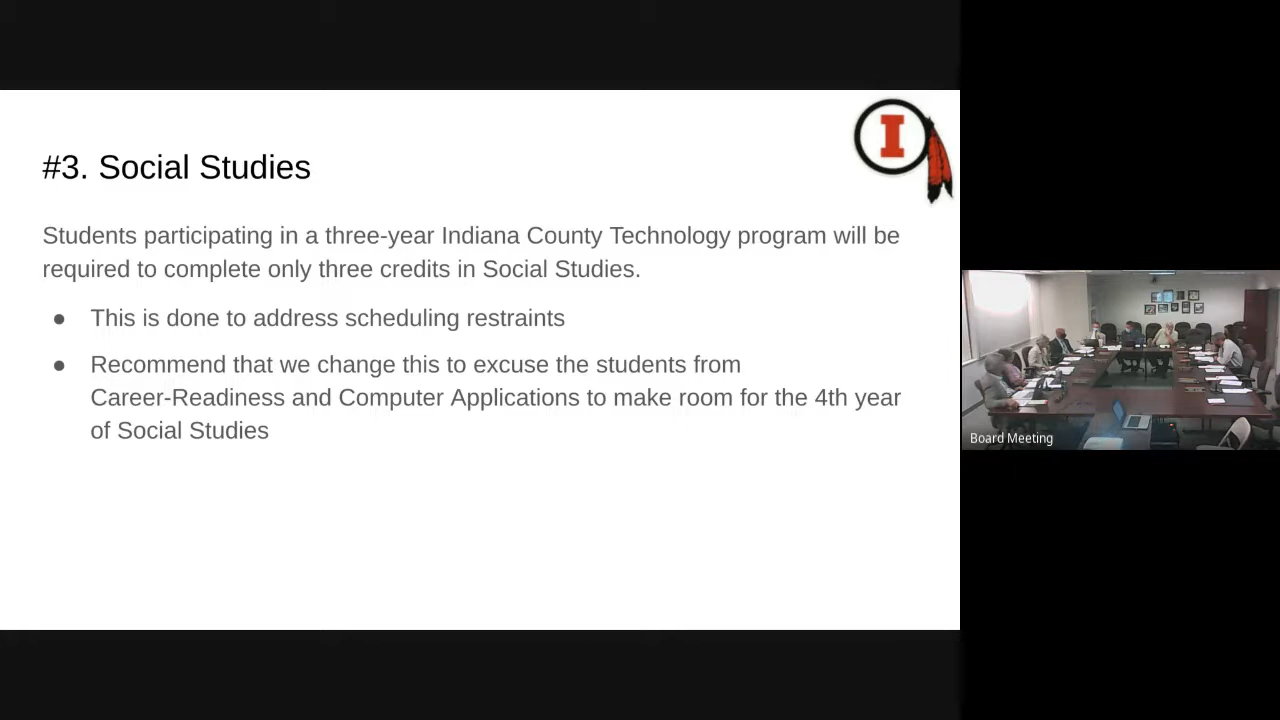 I
#3. Social Studies
Students participating in a three-year Indiana County Technology program will be
required to complete only three credits in Social Studies.
● This is done to address scheduling restraints
● Recommend that we change this to excuse the students from
Career-Readiness and Computer Applications to make room for the 4th year
of Social Studies
Board Meeting